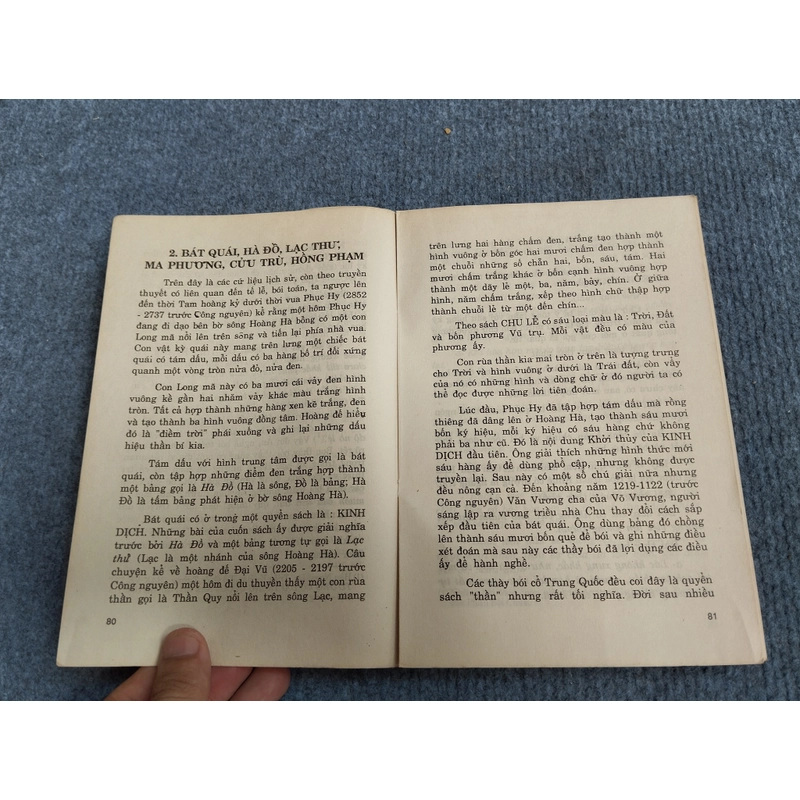 2. BÁT QUÁI, HÀ ĐỒ, LẠC THƯ,
MA PHƯƠNG, CỬU TRÙ, HỒNG PHẠM
Trên đây là các cứ liệu lịch sử, còn theo truyền
thuyết có liên quan đến tế lễ, bói toán, ta ngược lên
đến thời Tam hoàng kỷ dưới thời vua Phục Hy (2852
- 2737 trước Công nguyên) kể rằng một hôm Phục Hy
đang đi dạo bên bờ sông Hoàng Hà bỗng có một con
Long mã nổi lên trên sông và tiến lại phía nhà vua.
Con vật kỳ quái này mang trên lưng một chiếc bát
quái có tám dấu, mỗi dấu có ba hàng bố trí đối xứng
quanh một vòng tròn nửa đỏ, nửa đen.
Con Long mã này có ba mươi cái vảy đen hình
vuông kề gần hai nhăm vảy khác màu trắng hình
tròn. Tất cả hợp thành những hàng xen kẽ trắng, đen
và tạo thành ba hình vuông đồng tâm. Hoàng đế hiểu
đó là "điềm trời" phái xuống và ghi lại những dấu
hiệu thần bí kia.
Tám dấu với hình trung tâm được gọi là bát
quái, còn tập hợp những điểm đen trắng hợp thành
một bảng gọi là Hà Đồ (Hà là sông, Đồ là bảng; Hà
Đồ là tấm bảng phát hiện ở bờ sông Hoàng Hà).
Bát quái có ở trong một quyển sách là : KINH
DỊCH. Những bài của cuốn sách ấy được giải nghĩa
trước bởi Hà Đồ và một bảng tương tự gọi là Lạc
thư (Lạc là một nhánh của sông Hoàng Hà). Câu
chuyện kể về hoàng đế Đại Vũ (2205 - 2197 trước
Công nguyên) một hôm đi du thuyền thấy một con rùa
thần gọi là Thần Quy nổi lên trên sông Lạc, mang
80
trên lưng hai hàng chấm đen, trắng tạo thành một
hình vuông ở bốn góc hai mươi chấm đen hợp thành
một chuỗi những số chẵn hai, bốn, sáu, tám. Hai
mươi chấm trắng khác ở bốn cạnh hình vuông hợp
thành một dây lẻ một, ba, năm, bảy, chín. Ở giữa
hình, năm chấm trắng, xếp theo hình chữ thập hợp
thành chuỗi lẻ từ một đến chín...
Theo sách CHU LỄ có sáu loại màu là : Trời, Đất
và bốn phương Vũ trụ. Mỗi vật đều có màu của
phương ấy.
Con rùa thần kia mai tròn ở trên là tượng trưng
cho Trời và hình vuông ở dưới là Trái đất, còn vảy
của nó có những hình và dòng chữ ở đó người ta có
thể đọc được những lời tiên đoán.
Lúc đầu, Phục Hy đã tập hợp tám dấu mà rồng
thiêng đã dâng lên ở Hoàng Hà, tạo thành sáu mươi
bốn ký hiệu, mỗi ký hiệu có sáu hàng chứ không
phải ba như cũ. Đó là nội dung Khởi thủy của KINH
DỊCH đầu tiên. Ông giải thích những hình thức mới
sáu hàng ấy để dùng phổ cập, nhưng không được
truyền lại. Sau này có một số chú giải nữa nhưng
đều nông cạn cả. Đến khoảng năm 1219-1122 (trước
Công nguyên) Văn Vương cha của Võ Vương, người
sáng lập ra vương triều nhà Chu thay đổi cách sắp
xếp đầu tiên của bát quái. Ông dùng bảng đó chồng
lên thành sáu mươi bốn quẻ để bói và ghi những điều
xét đoán mà sau này các thầy bói đã lợi dụng các điều
ấy để hành nghề.
Các thày bói cổ Trung Quốc đều coi đây là quyển
sách "thần" nhưng rất tối nghĩa. Đời sau nhiều
81